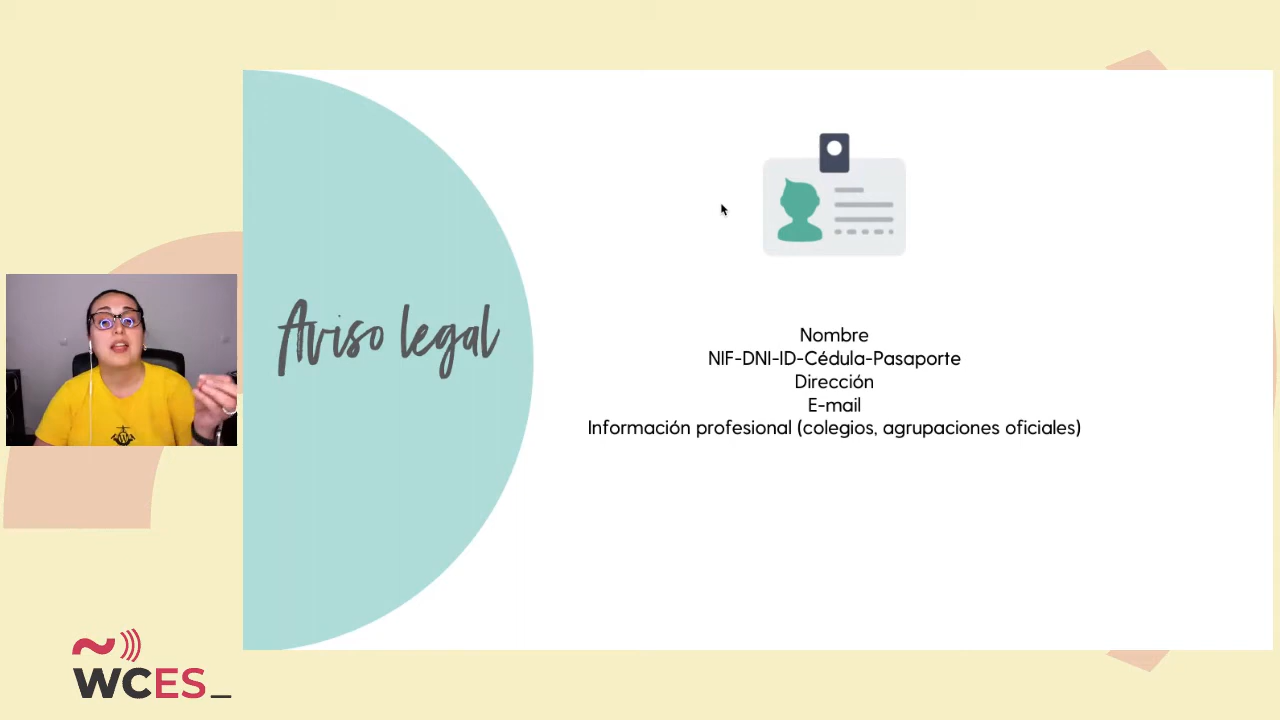 Aviso legal
Nombre
NIF-DNI-ID-Cédula-Pasaporte
Dirección
E-mail
Información profesional (colegios, agrupaciones oficiales)
WCES_